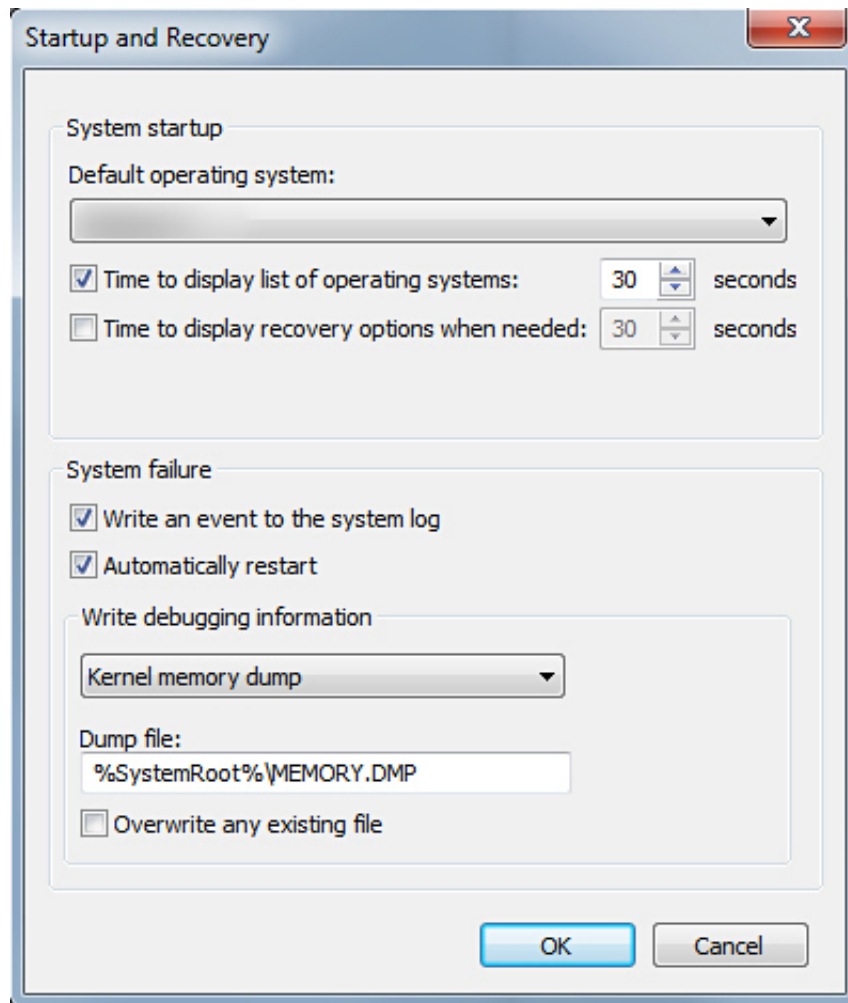 Startup and Recovery
System startup
Default operating system:
Time to display list of operating systems: 30 seconds
Time to display recovery options when needed: 30 seconds
System failure
Write an event to the system log
Automatically restart
Write debugging information
Kernel memory dump
Dump file:
%SystemRoot%\MEMORY.DMP
Overwrite any existing file
OK Cancel